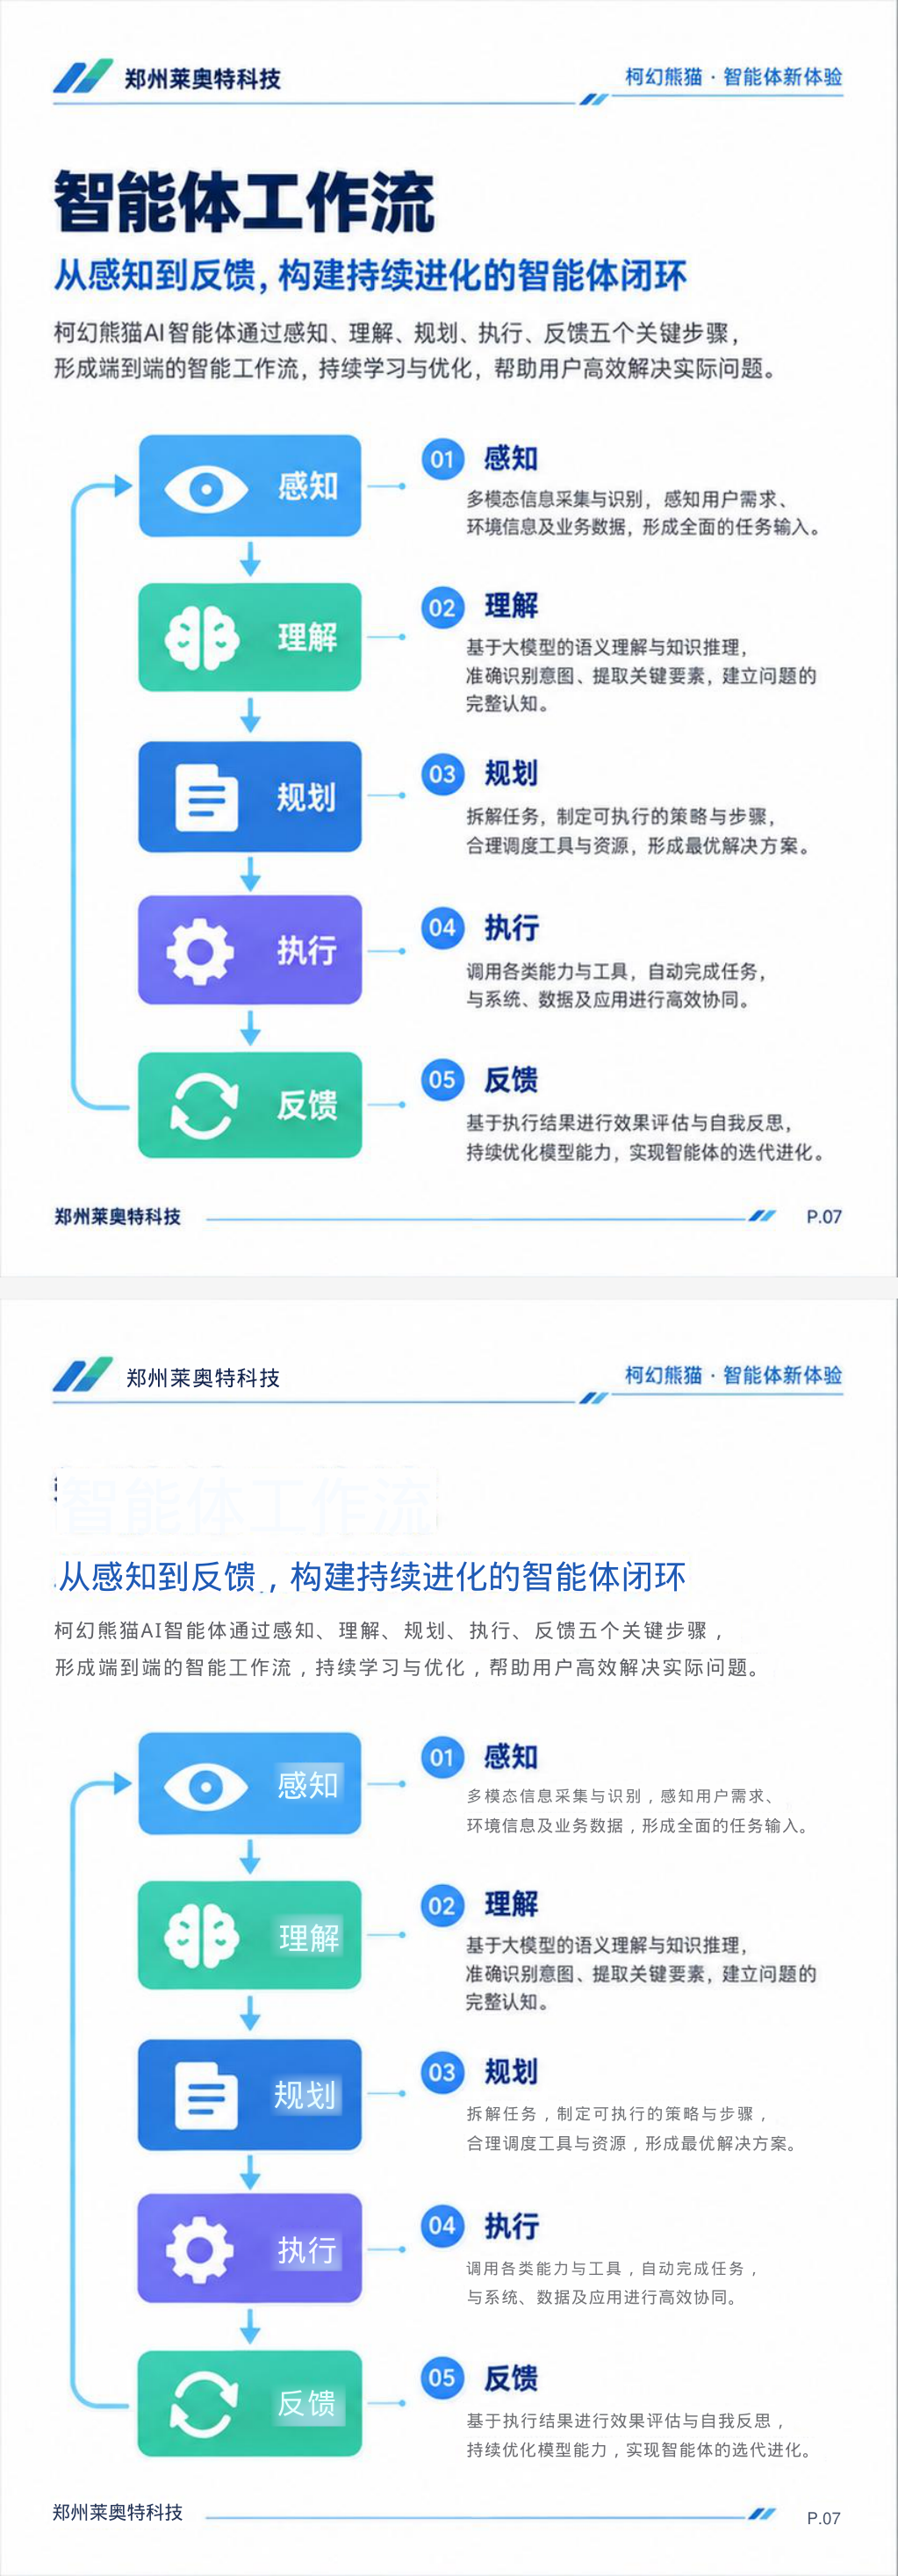 郑州莱奥特科技
柯幻熊猫 · 智能体新体验
智能体工作流
从感知到反馈，构建持续进化的智能体闭环
柯幻熊猫AI智能体通过感知、理解、规划、执行、反馈五个关键步骤，
形成端到端的智能工作流，持续学习与优化，帮助用户高效解决实际问题。
感知
01 感知
多模态信息采集与识别，感知用户需求、
环境信息及业务数据，形成全面的任务输入。
理解
02 理解
基于大模型的语义理解与知识推理，
准确识别意图、提取关键要素，建立问题的
完整认知。
规划
03 规划
拆解任务，制定可执行的策略与步骤，
合理调度工具与资源，形成最优解决方案。
执行
04 执行
调用各类能力与工具，自动完成任务，
与系统、数据及应用进行高效协同。
反馈
05 反馈
基于执行结果进行效果评估与自我反思，
持续优化模型能力，实现智能体的迭代进化。
郑州莱奥特科技
P.07
郑州莱奥特科技
柯幻熊猫 · 智能体新体验
智能体工作流
从感知到反馈，构建持续进化的智能体闭环
柯幻熊猫AI智能体通过感知、理解、规划、执行、反馈五个关键步骤，
形成端到端的智能工作流，持续学习与优化，帮助用户高效解决实际问题。
感知
01 感知
多模态信息采集与识别，感知用户需求、
环境信息及业务数据，形成全面的任务输入。
理解
02 理解
基于大模型的语义理解与知识推理，
准确识别意图、提取关键要素，建立问题的
完整认知。
规划
03 规划
拆解任务，制定可执行的策略与步骤，
合理调度工具与资源，形成最优解决方案。
执行
04 执行
调用各类能力与工具，自动完成任务，
与系统、数据及应用进行高效协同。
反馈
05 反馈
基于执行结果进行效果评估与自我反思，
持续优化模型能力，实现智能体的迭代进化。
郑州莱奥特科技
P.07